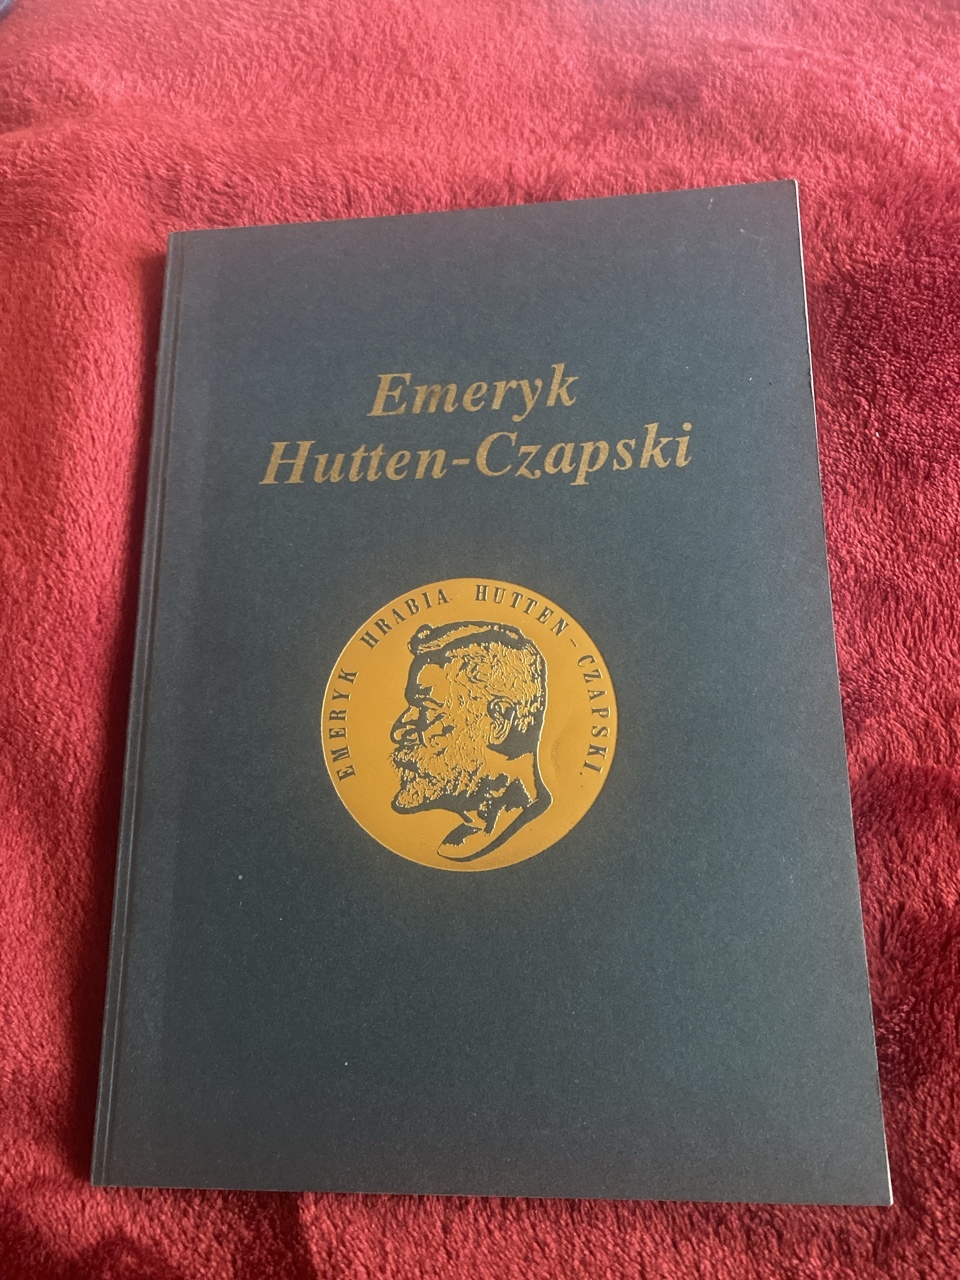 Emeryk
Hutten-Czapski
EMERYK HRABIA HUTTEN-CZAPSKI.